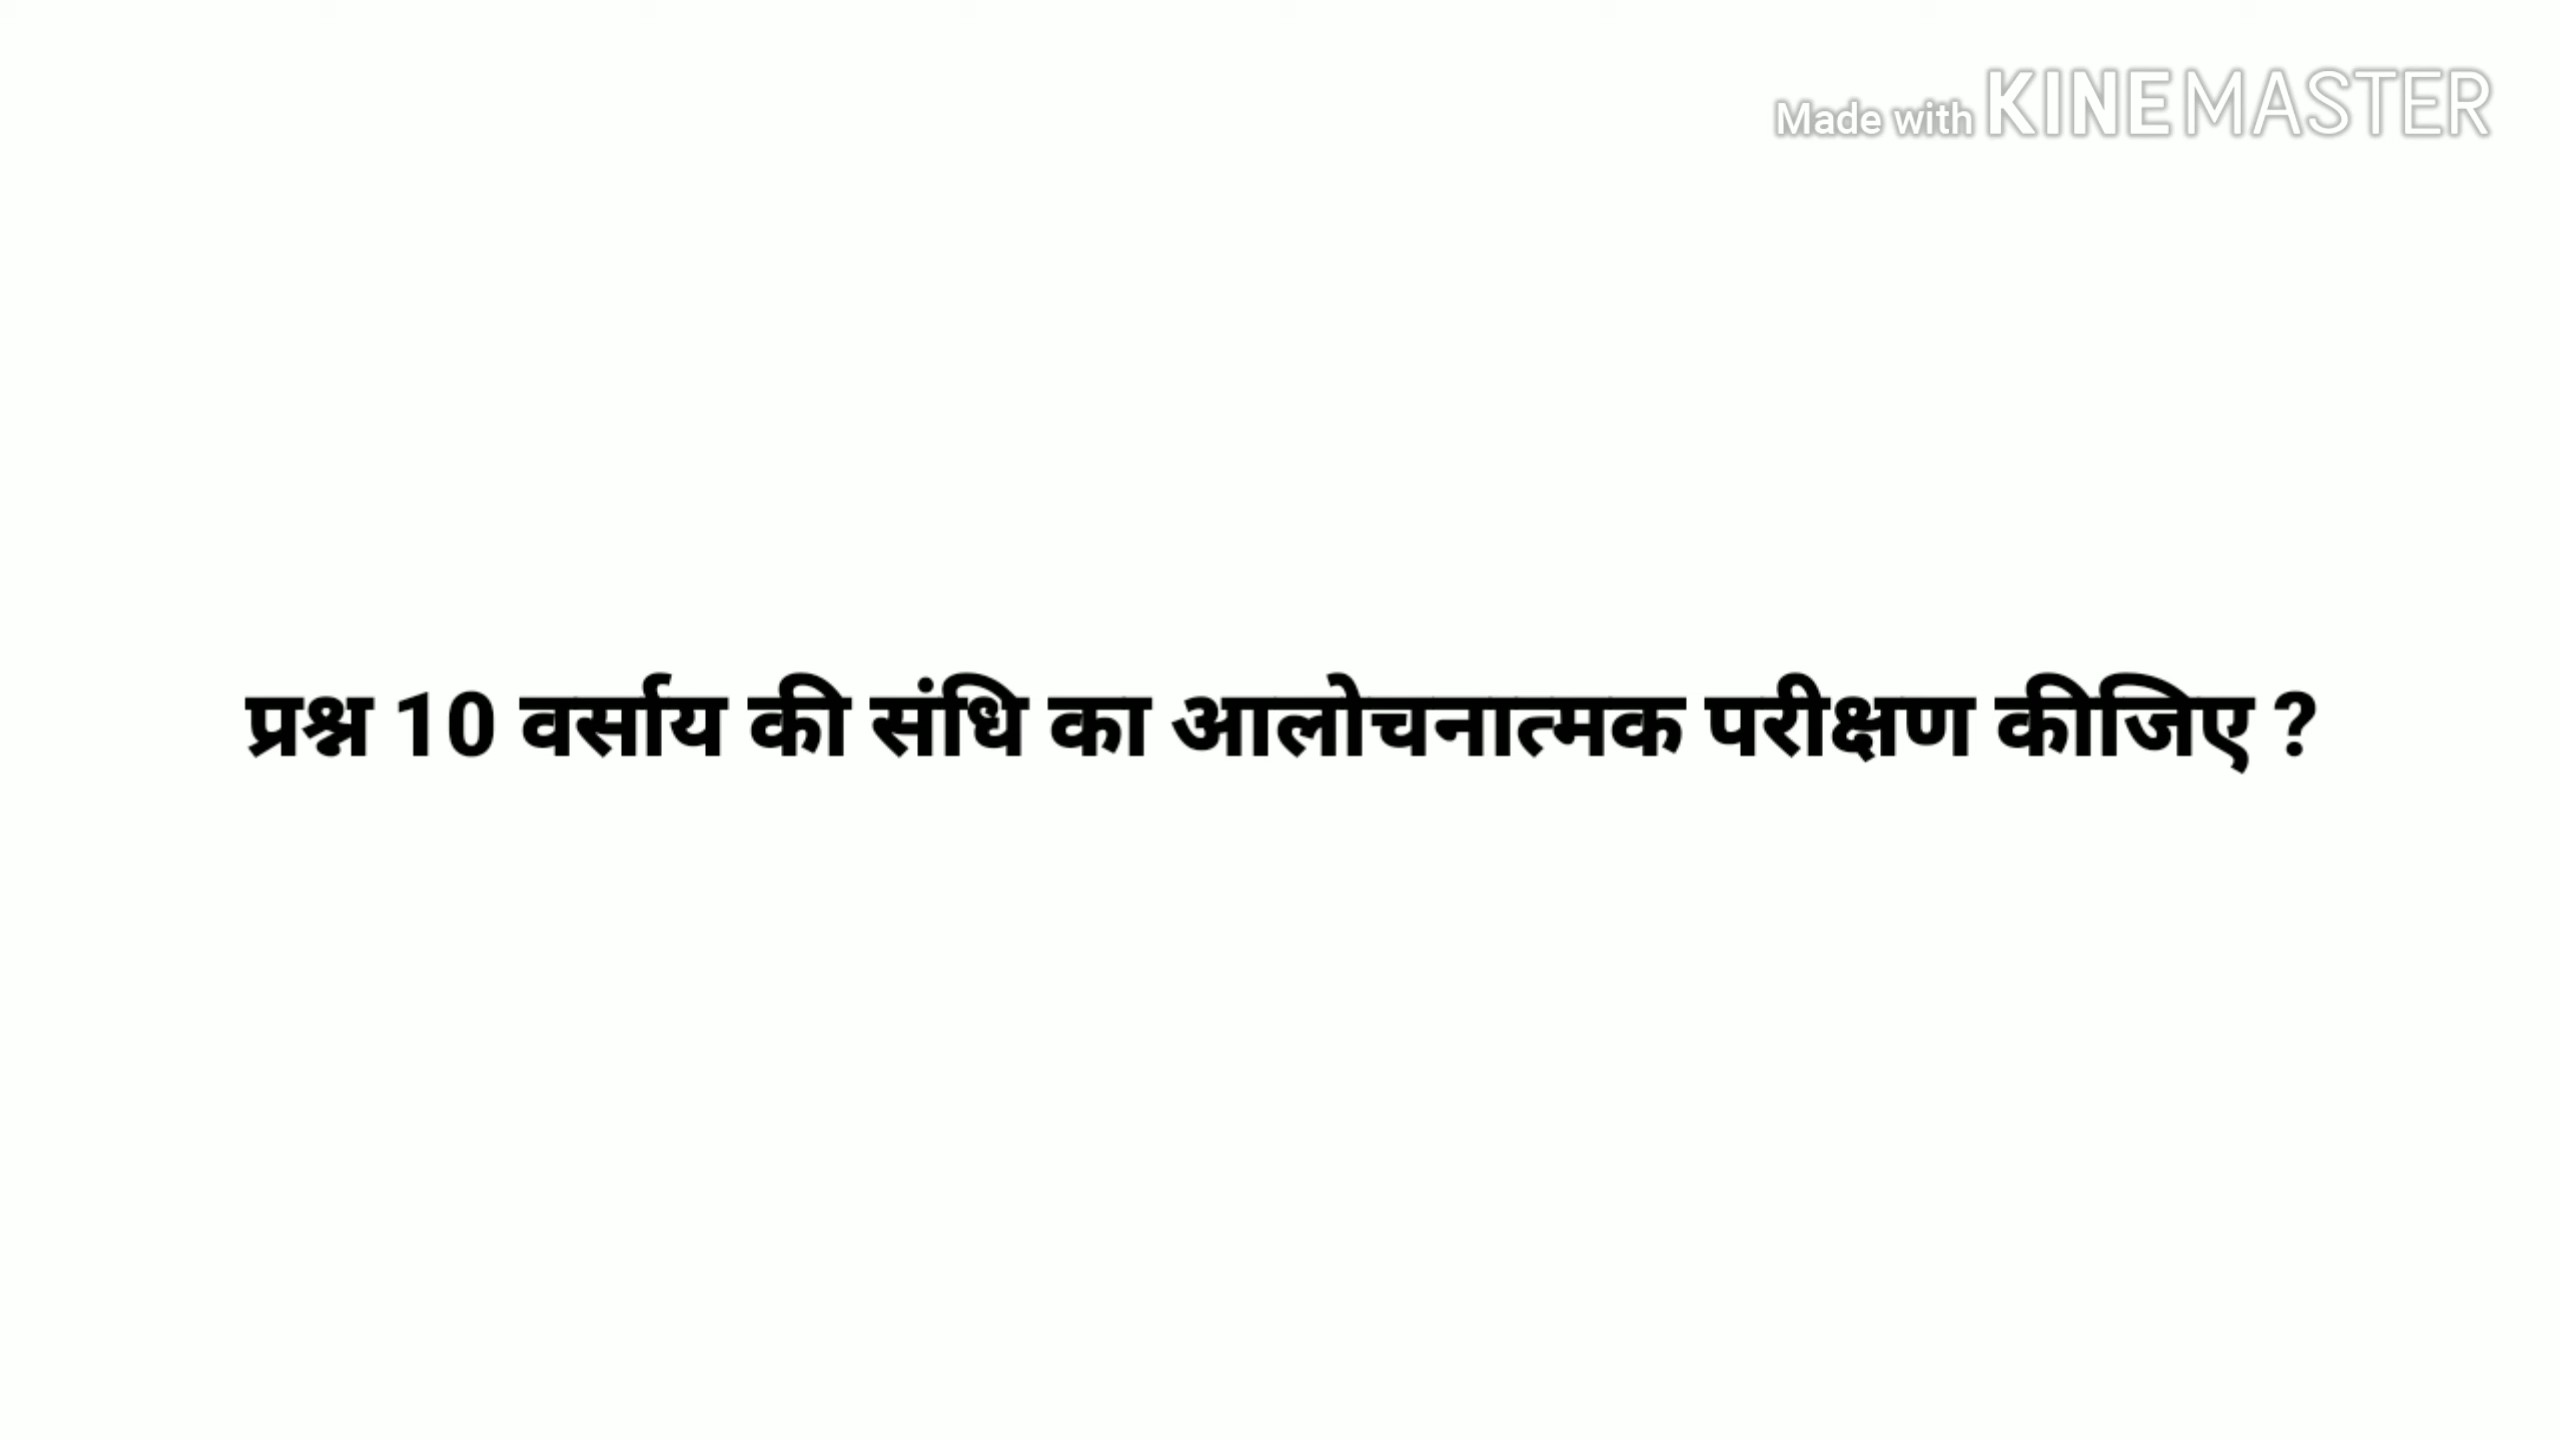 Made with KINEMASTER
प्रश्न 10 वर्साय की संधि का आलोचनात्मक परीक्षण कीजिए ?